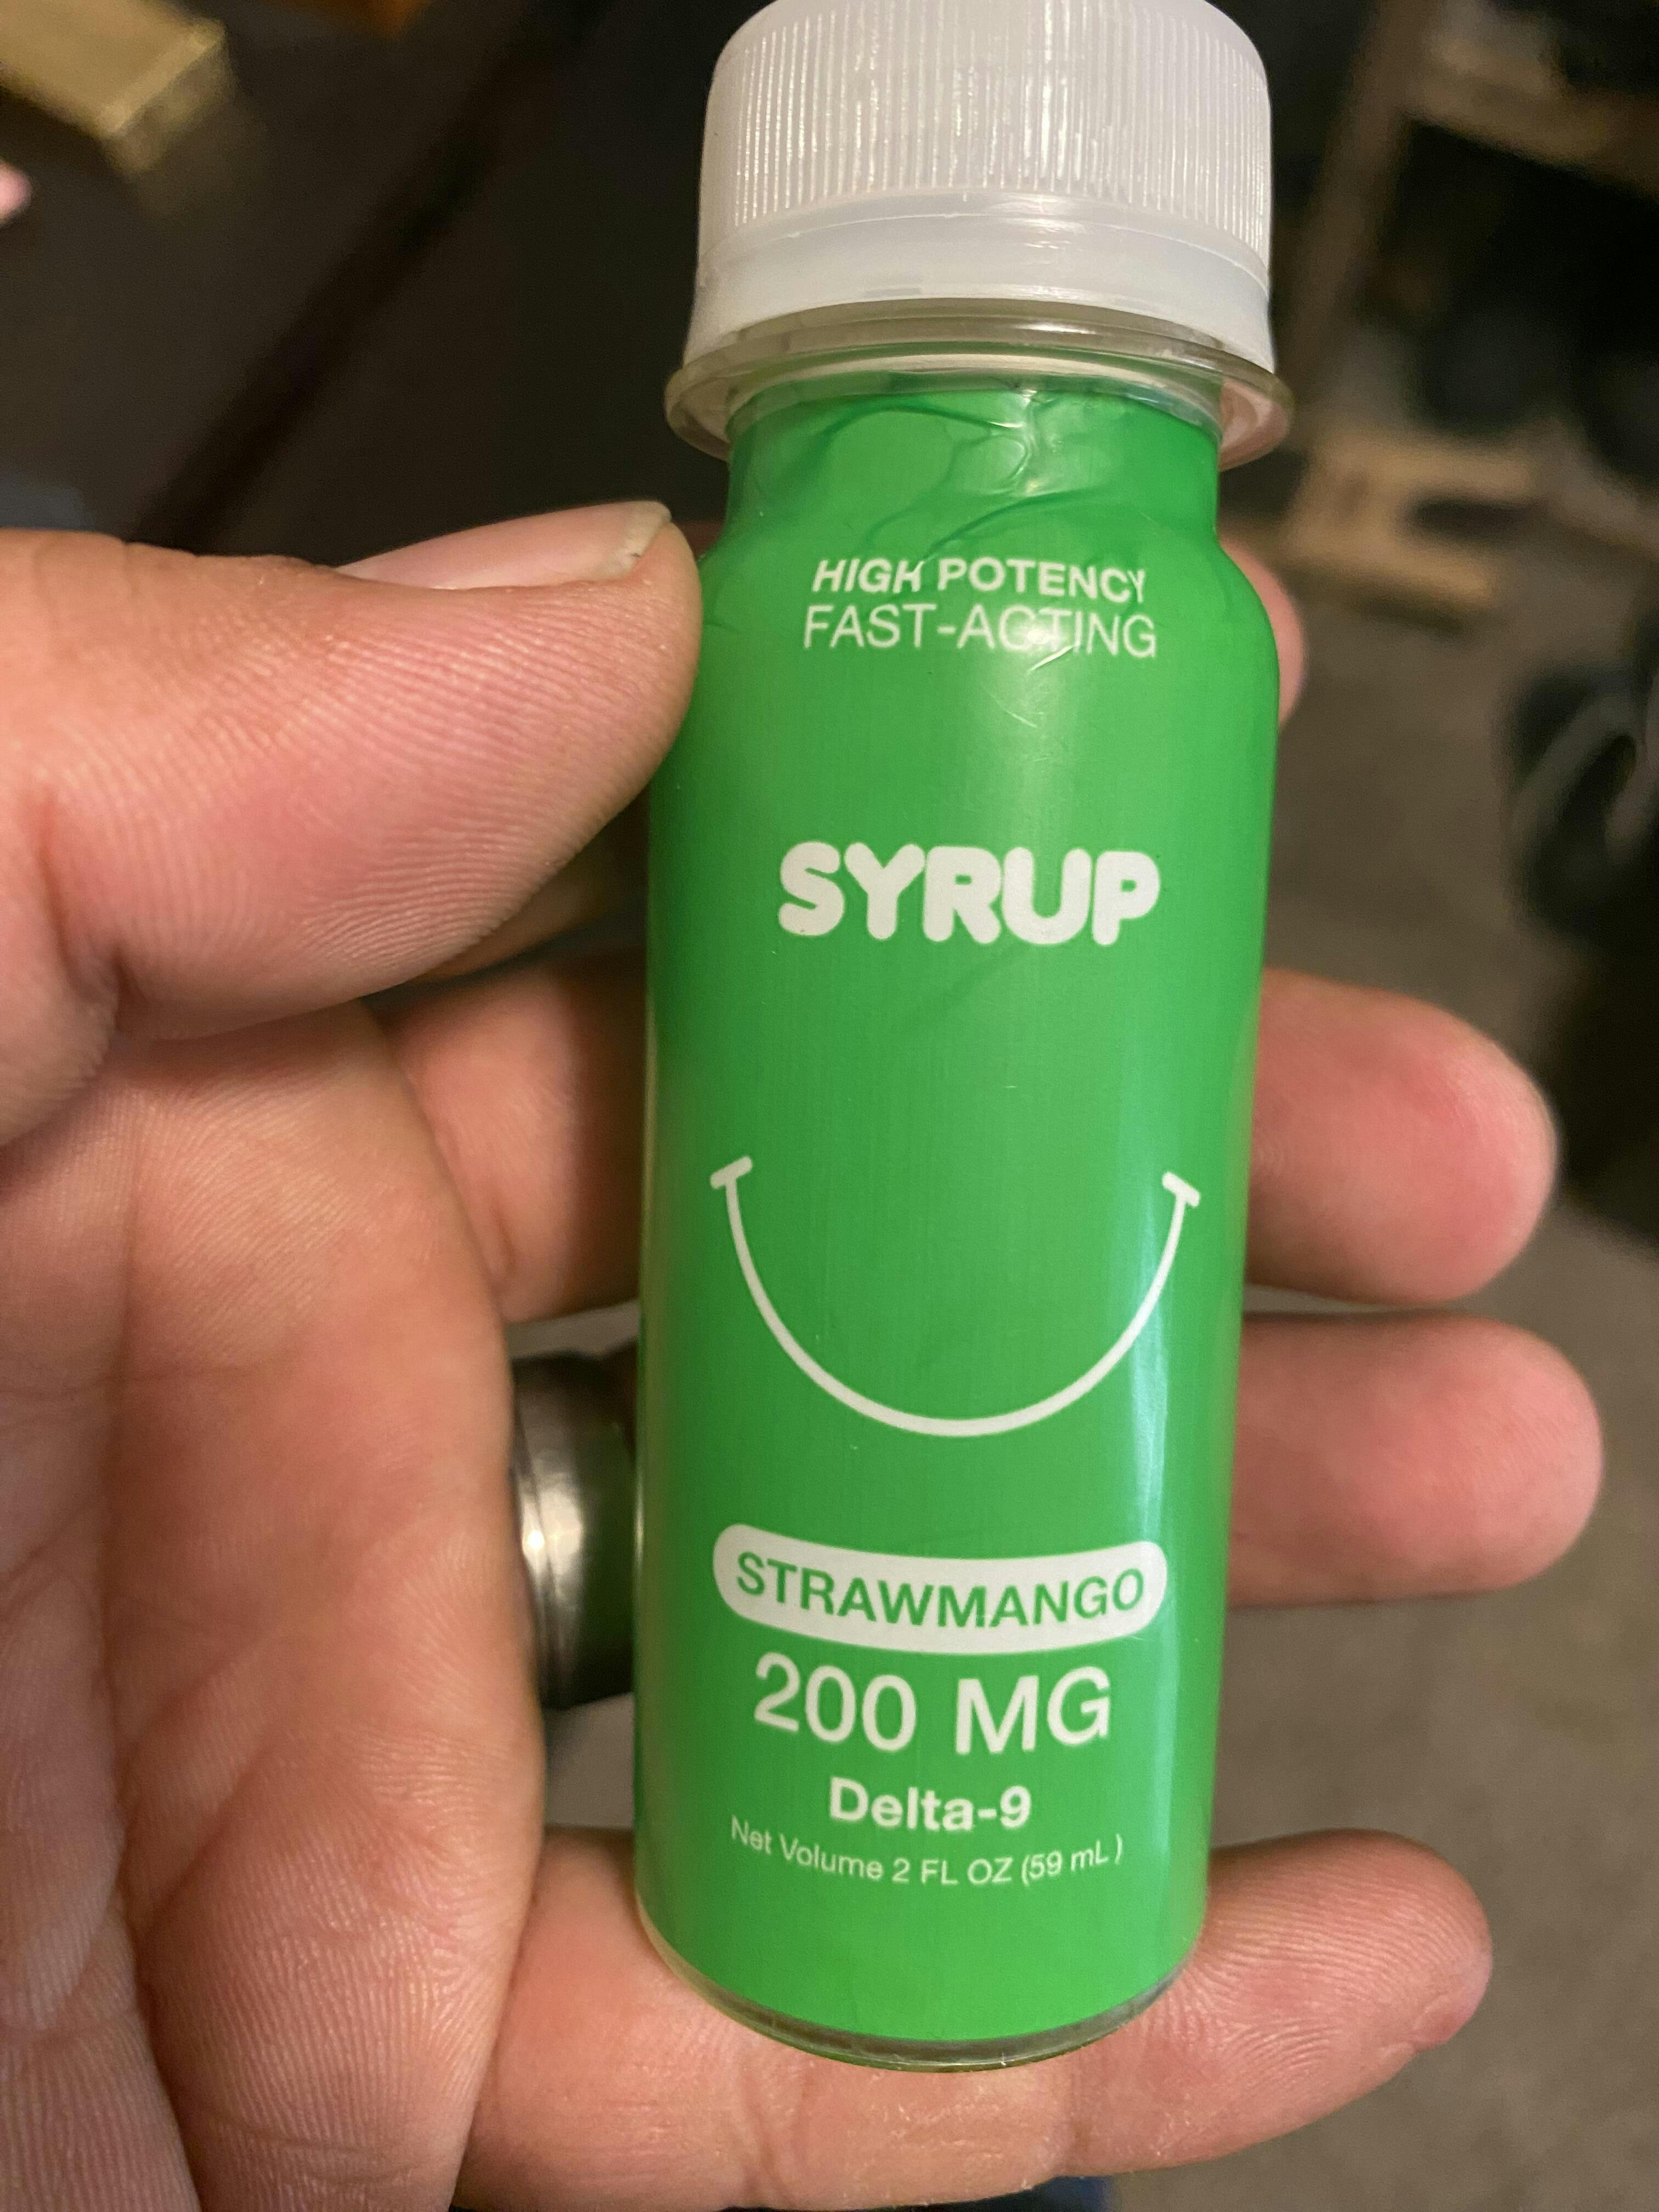 HIGH POTENCY
FAST-ACTING
SYRUP
STRAWMANGO
200 MG
Delta-9
Net Volume 2 FL OZ (59 mL)